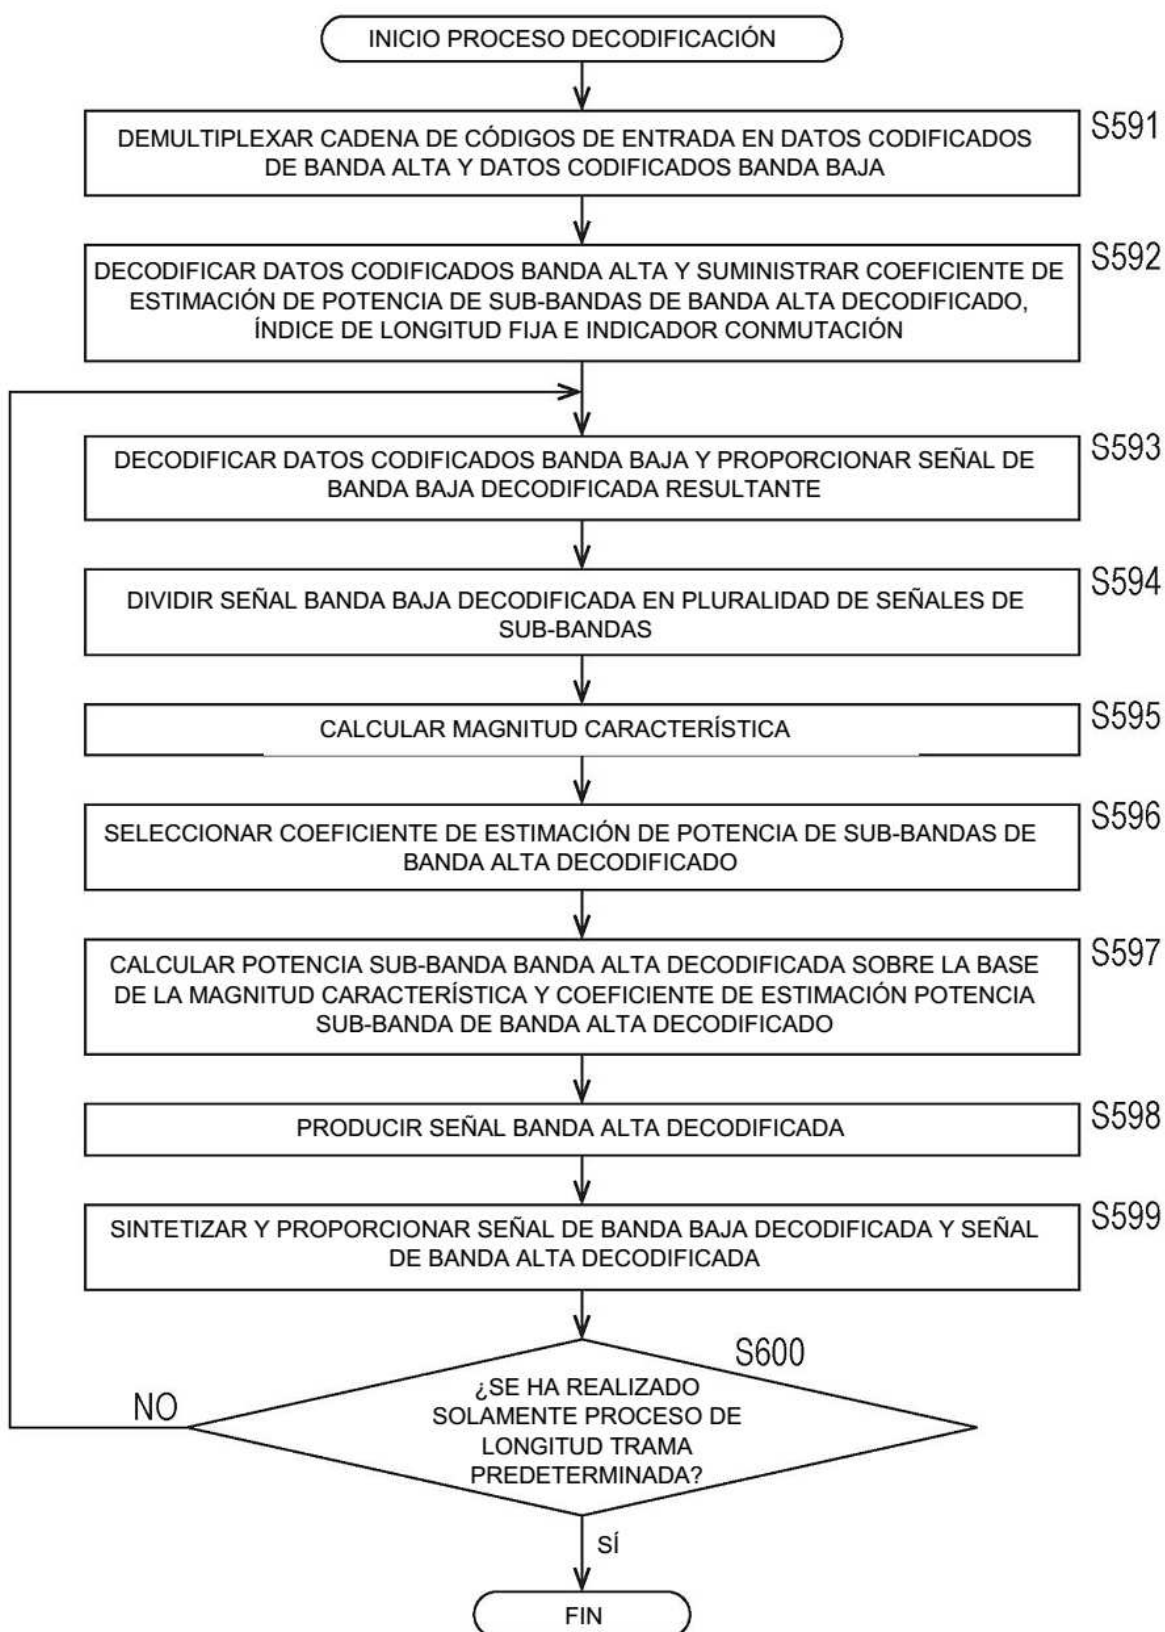 INICIO PROCESO DECODIFICACIÓN
S591
DEMULTIPLEXAR CADENA DE CÓDIGOS DE ENTRADA EN DATOS CODIFICADOS
DE BANDA ALTA Y DATOS CODIFICADOS BANDA BAJA
S592
DECODIFICAR DATOS CODIFICADOS BANDA ALTA Y SUMINISTRAR COEFICIENTE DE
ESTIMACIÓN DE POTENCIA DE SUB-BANDAS DE BANDA ALTA DECODIFICADO,
ÍNDICE DE LONGITUD FIJA E INDICADOR CONMUTACIÓN
S593
DECODIFICAR DATOS CODIFICADOS BANDA BAJA Y PROPORCIONAR SEÑAL DE
BANDA BAJA DECODIFICADA RESULTANTE
S594
DIVIDIR SEÑAL BANDA BAJA DECODIFICADA EN PLURALIDAD DE SEÑALES DE
SUB-BANDAS
S595
CALCULAR MAGNITUD CARACTERÍSTICA
S596
SELECCIONAR COEFICIENTE DE ESTIMACIÓN DE POTENCIA DE SUB-BANDAS DE
BANDA ALTA DECODIFICADO
S597
CALCULAR POTENCIA SUB-BANDA BANDA ALTA DECODIFICADA SOBRE LA BASE
DE LA MAGNITUD CARACTERÍSTICA Y COEFICIENTE DE ESTIMACIÓN POTENCIA
SUB-BANDA DE BANDA ALTA DECODIFICADO
S598
PRODUCIR SEÑAL BANDA ALTA DECODIFICADA
S599
SINTETIZAR Y PROPORCIONAR SEÑAL DE BANDA BAJA DECODIFICADA Y SEÑAL
DE BANDA ALTA DECODIFICADA
S600
¿SE HA REALIZADO
SOLAMENTE PROCESO DE
LONGITUD TRAMA
PREDETERMINADA?
NO
SÍ
FIN